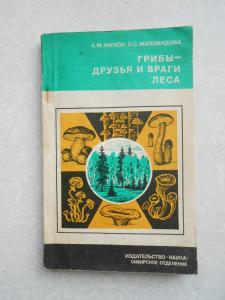 А.М. ЖУКОВ Л.С. МИЛОВИДОВА
ГРИБЫ—
ДРУЗЬЯ И ВРАГИ
ЛЕСА
ИЗДАТЕЛЬСТВО · НАУКА ·
СИБИРСКОЕ ОТДЕЛЕНИЕ